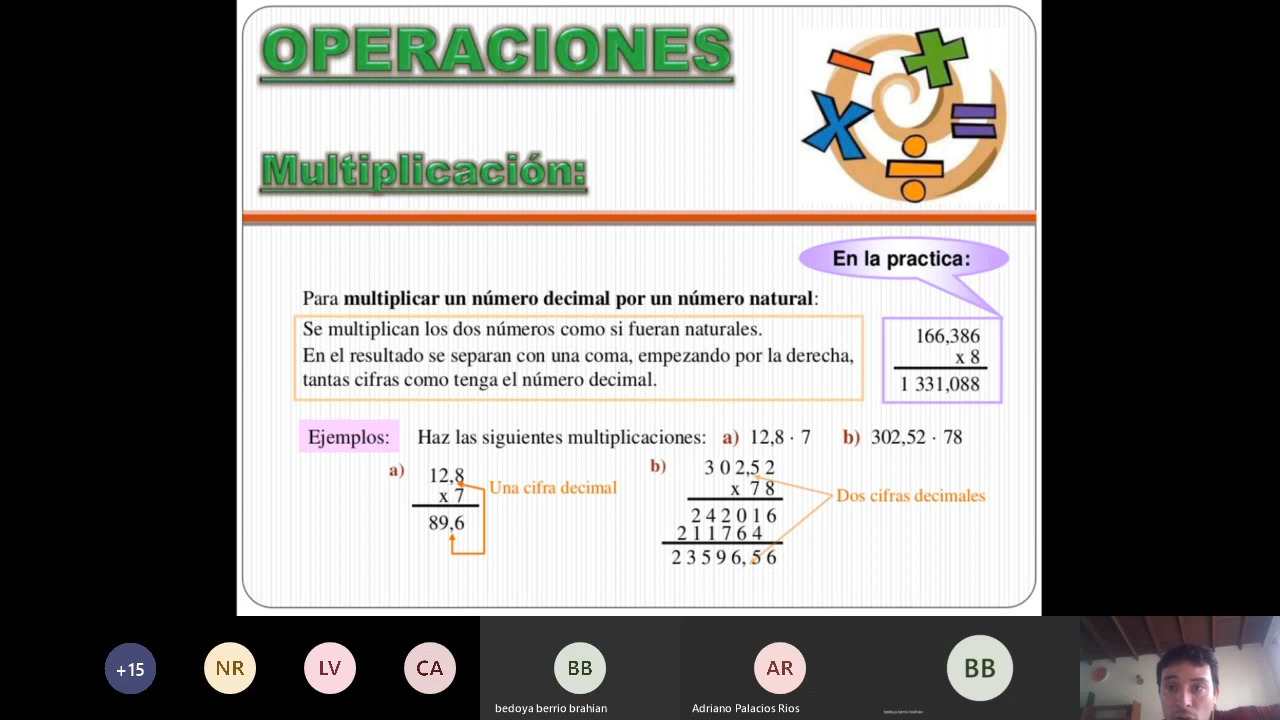 OPERACIONES
Multiplicación:
En la practica:
Para multiplicar un número decimal por un número natural:
Se multiplican los dos números como si fueran naturales.
En el resultado se separan con una coma, empezando por la derecha,
tantas cifras como tenga el número decimal.
166,386
x 8
1 331,088
Ejemplos: Haz las siguientes multiplicaciones: a) 12,8 · 7 b) 302,52 · 78
a)
12,8
x 7
89,6
Una cifra decimal
b)
3 0 2,5 2
x 7 8
2 4 2 0 1 6
2 1 1 7 6 4
2 3 5 9 6, 5 6
Dos cifras decimales
+15
NR
LV
CA
BB
bedoya berrio brahian
AR
Adriano Palacios Rios
BB
bedoya berrio brahian